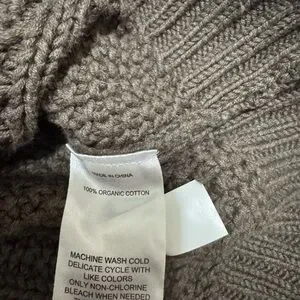 MADE IN CHINA
100% ORGANIC COTTON
MACHINE WASH COLD
DELICATE CYCLE WITH
LIKE COLORS
ONLY NON-CHLORINE
BLEACH WHEN NEEDED